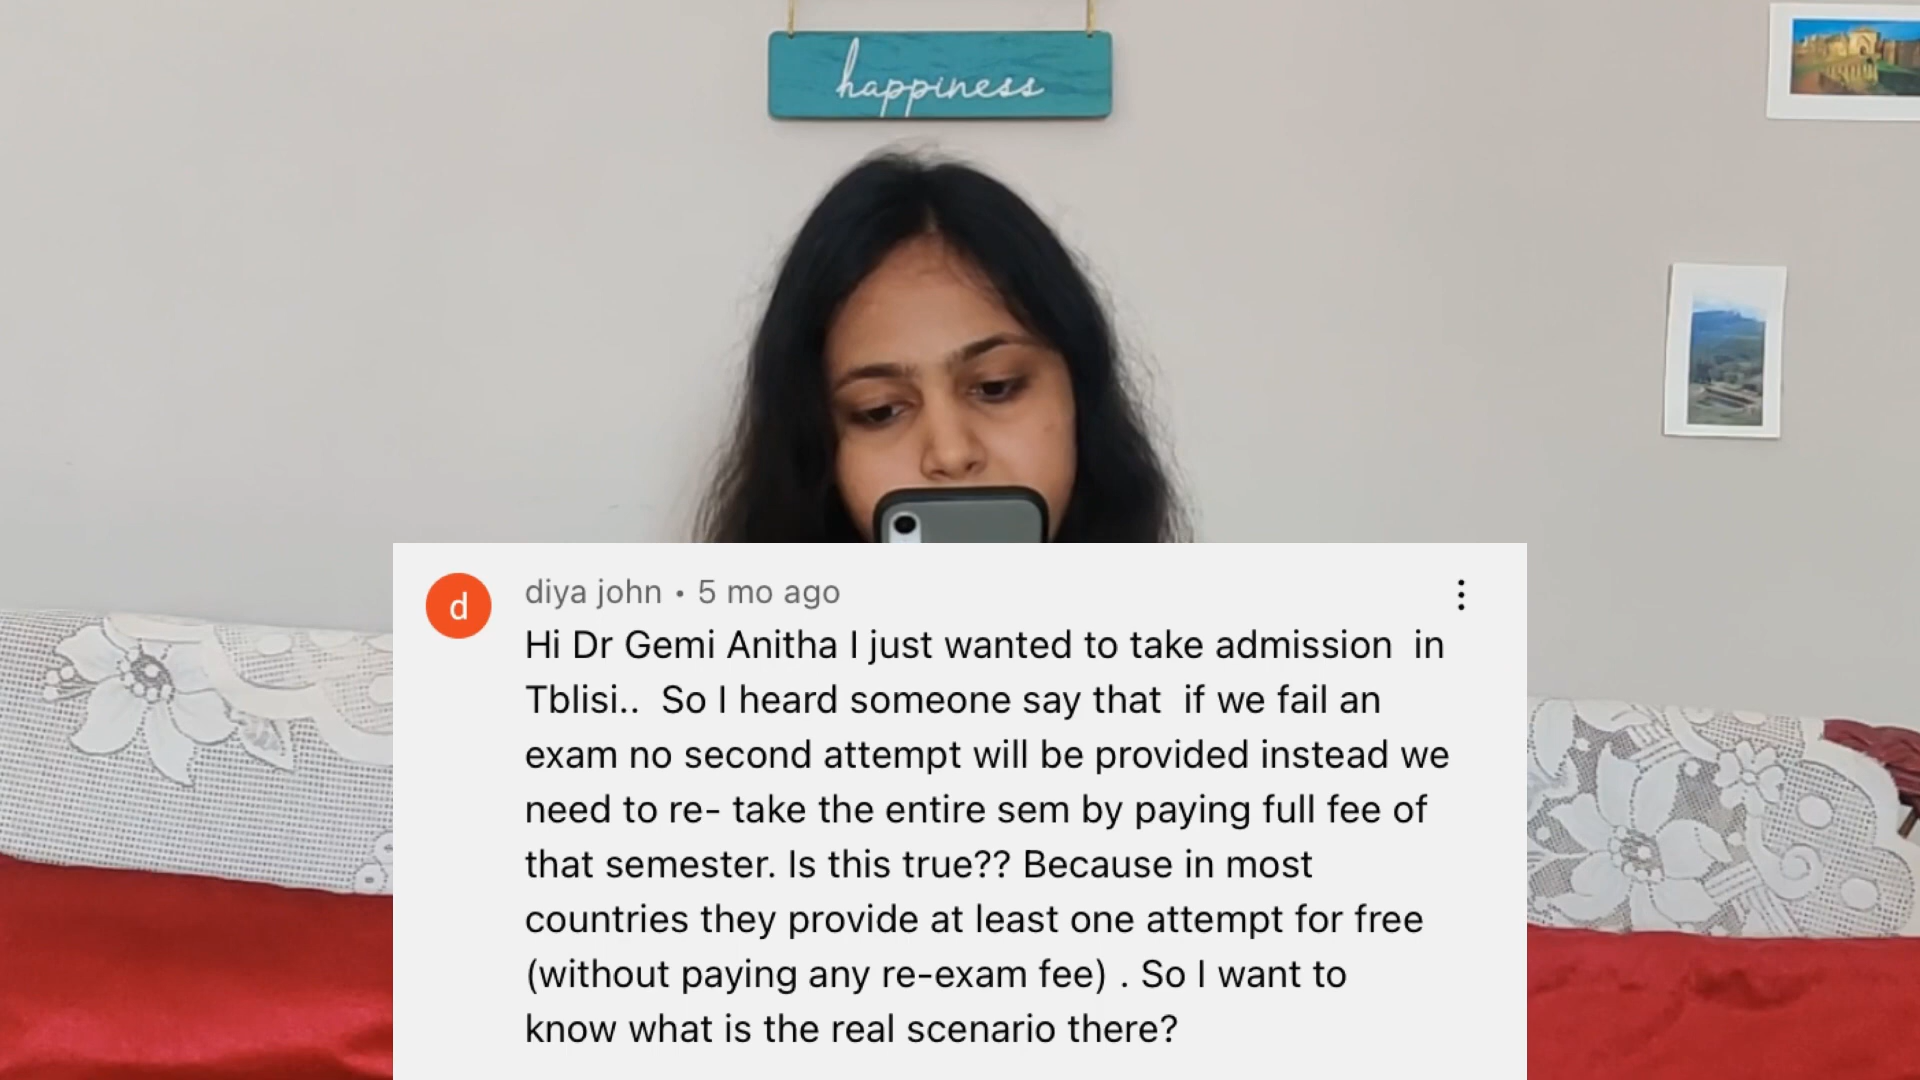 happiness
d
diya john • 5 mo ago
Hi Dr Gemi Anitha I just wanted to take admission  in
Tblisi..  So I heard someone say that  if we fail an
exam no second attempt will be provided instead we
need to re- take the entire sem by paying full fee of
that semester. Is this true?? Because in most
countries they provide at least one attempt for free
(without paying any re-exam fee) . So I want to
know what is the real scenario there?